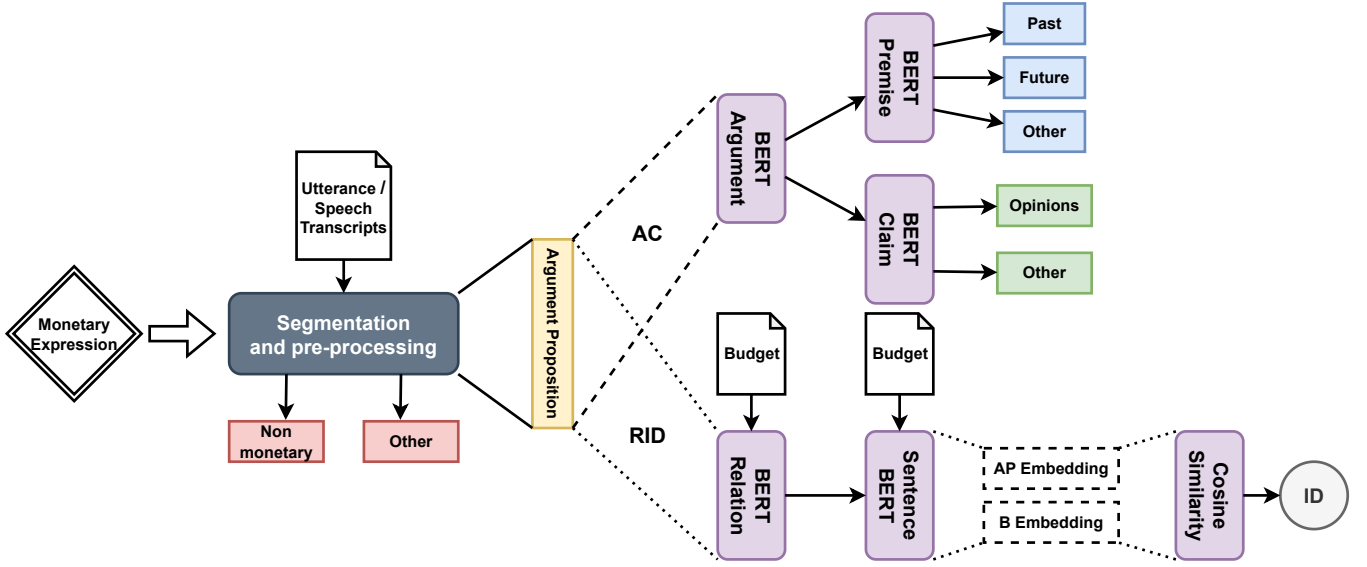 Monetary
Expression
Utterance /
Speech
Transcripts
Segmentation
and pre-processing
Non
monetary
Other
Argument Proposition
AC
RID
BERT
Argument
BERT
Premise
Past
Future
Other
BERT
Claim
Opinions
Other
Budget
Budget
BERT
Relation
Sentence
BERT
AP Embedding
B Embedding
Cosine
Similarity
ID